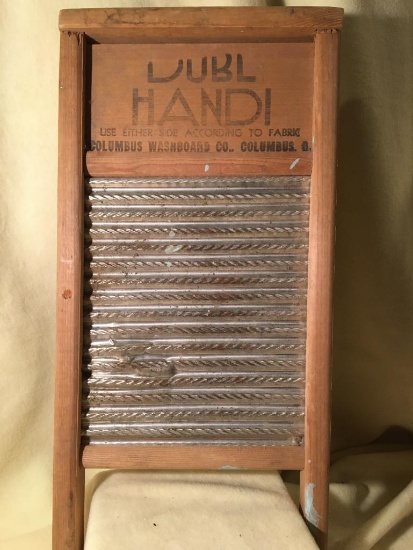 DUBL
HANDI
USE EITHER SIDE ACCORDING TO FABRIC
COLUMBUS WASHBOARD CO., COLUMBUS, O.